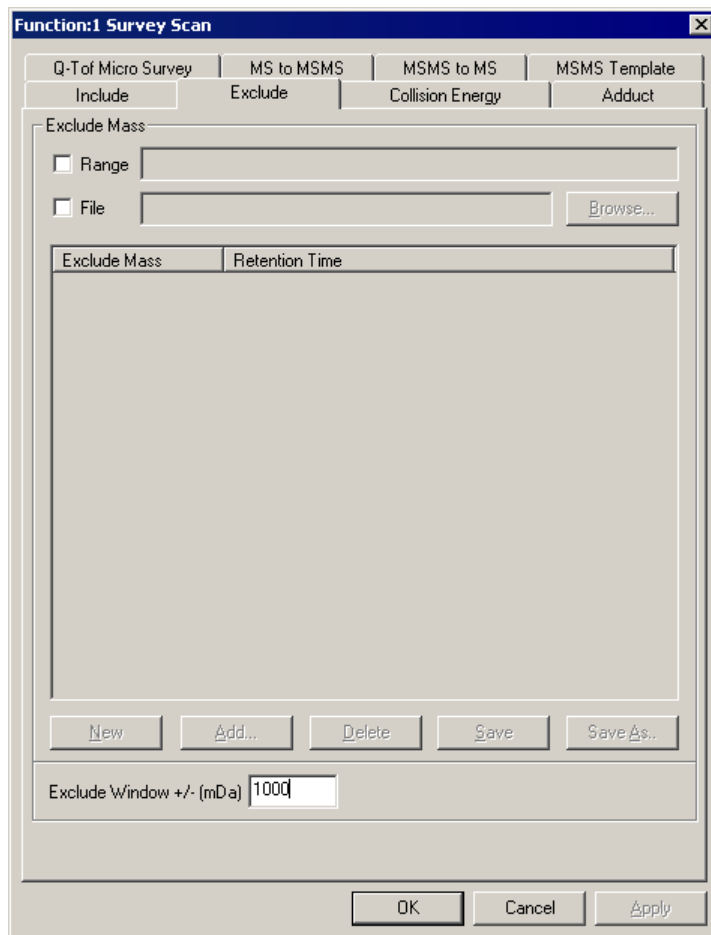 Function:1 Survey Scan
Q-Tof Micro Survey MS to MSMS MSMS to MS MSMS Template
Include Exclude Collision Energy Adduct
Exclude Mass
Range
File Browse...
Exclude Mass Retention Time
New Add... Delete Save Save As..
Exclude Window +/- (mDa) 1000
OK Cancel Apply